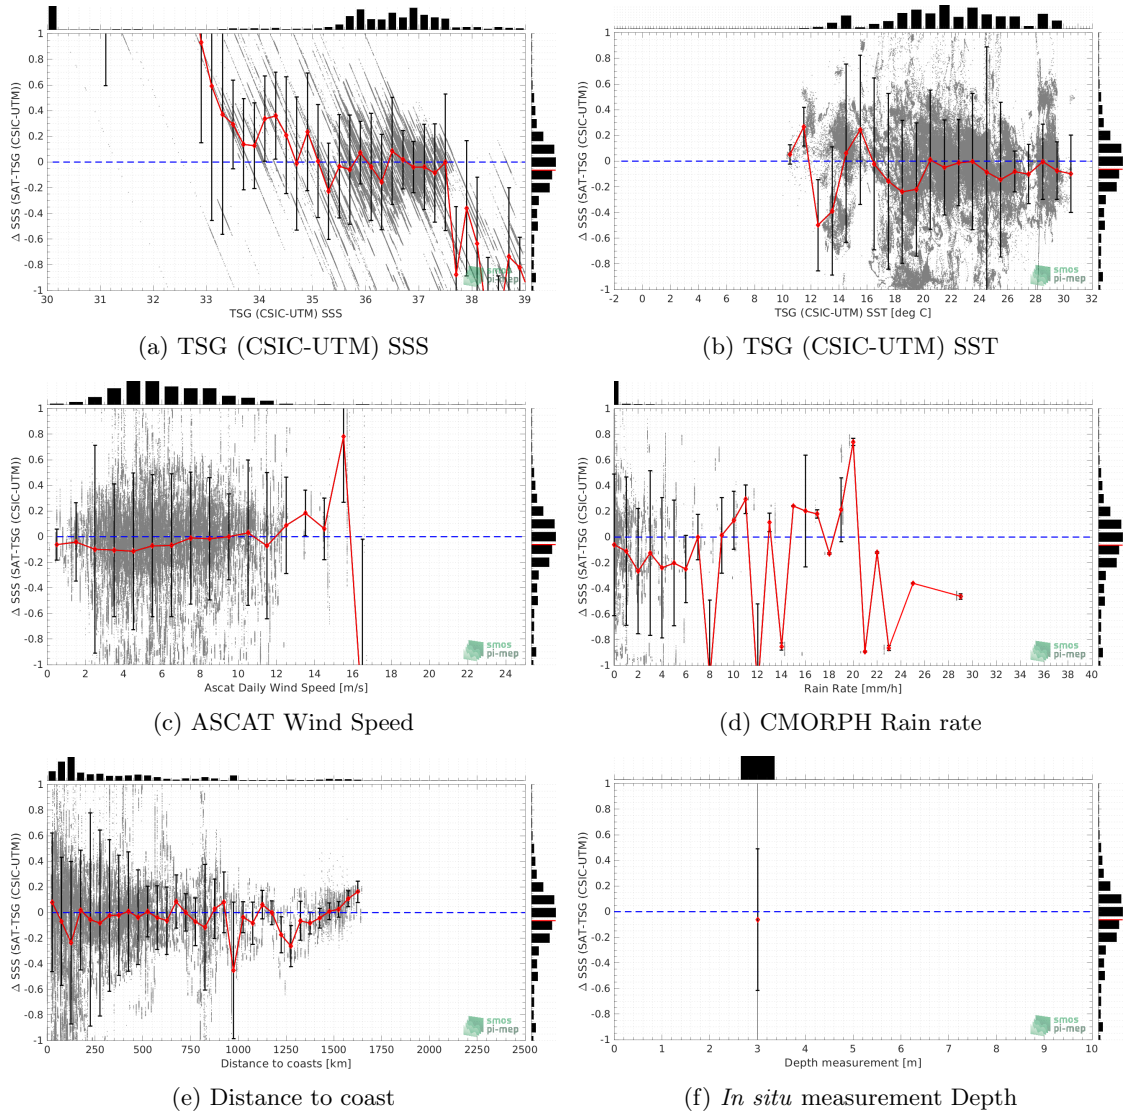 Δ SSS (SAT-TSG (CSIC-UTM))
1
0.8
0.6
0.4
0.2
0
-0.2
-0.4
-0.6
-0.8
-1
30 31 32 33 34 35 36 37 38 39
TSG (CSIC-UTM) SSS
smos
pi-mep
(a) TSG (CSIC-UTM) SSS
Δ SSS (SAT-TSG (CSIC-UTM))
1
0.8
0.6
0.4
0.2
0
-0.2
-0.4
-0.6
-0.8
-1
-2 0 2 4 6 8 10 12 14 16 18 20 22 24 26 28 30 32
TSG (CSIC-UTM) SST [deg C]
smos
pi-mep
(b) TSG (CSIC-UTM) SST
Δ SSS (SAT-TSG (CSIC-UTM))
1
0.8
0.6
0.4
0.2
0
-0.2
-0.4
-0.6
-0.8
-1
0 2 4 6 8 10 12 14 16 18 20 22 24
Ascat Daily Wind Speed [m/s]
smos
pi-mep
(c) ASCAT Wind Speed
Δ SSS (SAT-TSG (CSIC-UTM))
1
0.8
0.6
0.4
0.2
0
-0.2
-0.4
-0.6
-0.8
-1
0 2 4 6 8 10 12 14 16 18 20 22 24 26 28 30 32 34 36 38 40
Rain Rate [mm/h]
smos
pi-mep
(d) CMORPH Rain rate
Δ SSS (SAT-TSG (CSIC-UTM))
1
0.8
0.6
0.4
0.2
0
-0.2
-0.4
-0.6
-0.8
-1
0 250 500 750 1000 1250 1500 1750 2000 2250 2500
Distance to coasts [km]
smos
pi-mep
(e) Distance to coast
Δ SSS (SAT-TSG (CSIC-UTM))
1
0.8
0.6
0.4
0.2
0
-0.2
-0.4
-0.6
-0.8
-1
0 1 2 3 4 5 6 7 8 9 10
Depth measurement [m]
smos
pi-mep
(f) In situ measurement Depth